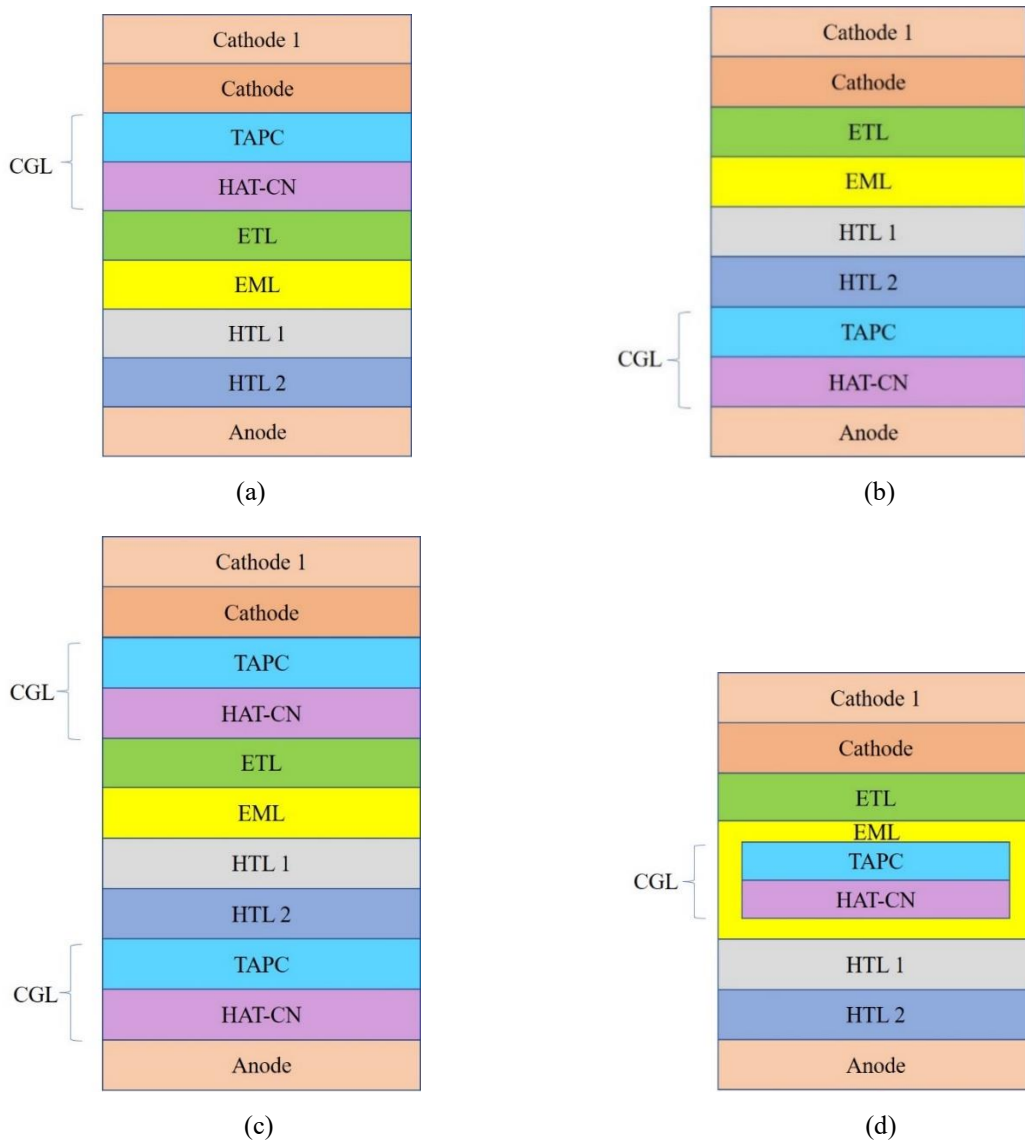 Cathode 1
Cathode
TAPC
CGL
HAT-CN
ETL
EML
HTL 1
HTL 2
Anode
(a)
Cathode 1
Cathode
ETL
EML
HTL 1
HTL 2
TAPC
CGL
HAT-CN
Anode
(b)
Cathode 1
Cathode
TAPC
CGL
HAT-CN
ETL
EML
HTL 1
HTL 2
TAPC
CGL
HAT-CN
Anode
(c)
Cathode 1
Cathode
ETL
EML
TAPC
CGL
HAT-CN
HTL 1
HTL 2
Anode
(d)